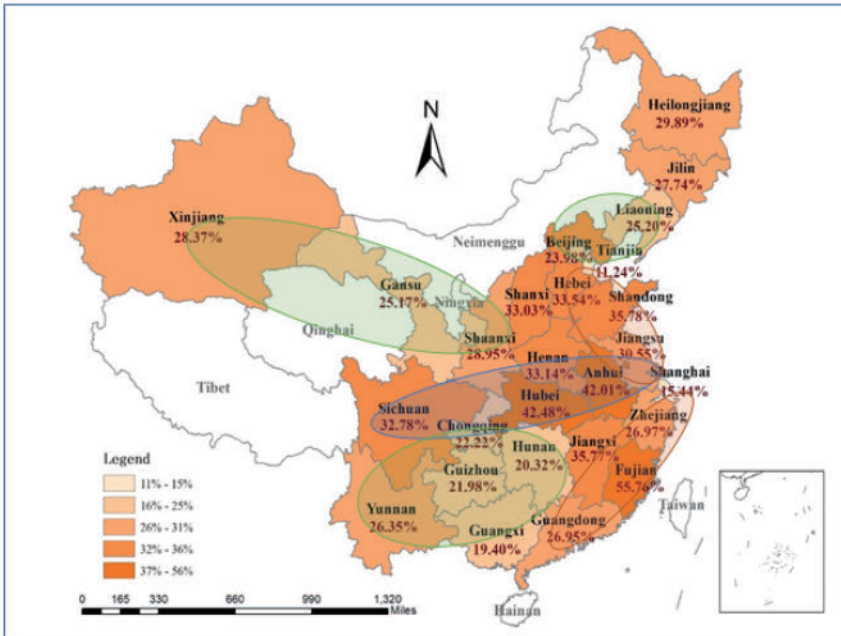 N
Heilongjiang
29.89%
Jilin
27.74%
Liaoning
25.20%
Xinjiang
28.37%
Neimenggu
Beijing
23.98%
Tianjin
11.24%
Hebei
33.54%
Gansu
25.17%
Ningxia
Shanxi
33.03%
Shandong
35.78%
Qinghai
Shaanxi
28.95%
Jiangsu
30.55%
Henan
33.14%
Anhui
42.01%
Shanghai
15.44%
Tibet
Sichuan
32.78%
Hubei
42.48%
Chongqing
22.22%
Zhejiang
26.97%
Hunan
20.32%
Jiangxi
35.77%
Guizhou
21.98%
Fujian
55.76%
Yunnan
26.35%
Guangxi
19.40%
Guangdong
26.95%
Taiwan
Hainan
Legend
11% - 15%
16% - 25%
26% - 31%
32% - 36%
37% - 56%
0 165 330 660 990 1,320
Miles